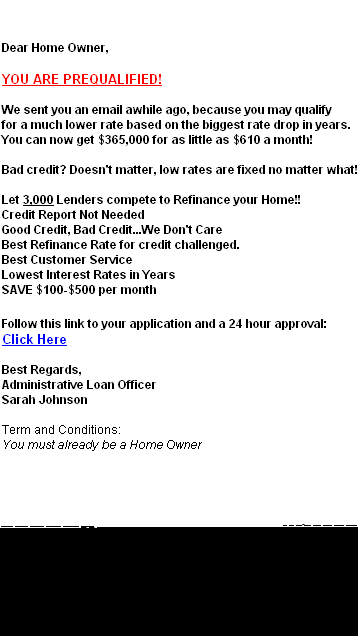 Dear Home Owner,
YOU ARE PREQUALIFIED!
We sent you an email awhile ago, because you may qualify
for a much lower rate based on the biggest rate drop in years.
You can now get $365,000 for as little as $610 a month!
Bad credit? Doesn't matter, low rates are fixed no matter what!
Let 3,000 Lenders compete to Refinance your Home!!
Credit Report Not Needed
Good Credit, Bad Credit...We Don't Care
Best Refinance Rate for credit challenged.
Best Customer Service
Lowest Interest Rates in Years
SAVE $100-$500 per month
Follow this link to your application and a 24 hour approval:
Click Here
Best Regards,
Administrative Loan Officer
Sarah Johnson
Term and Conditions:
You must already be a Home Owner